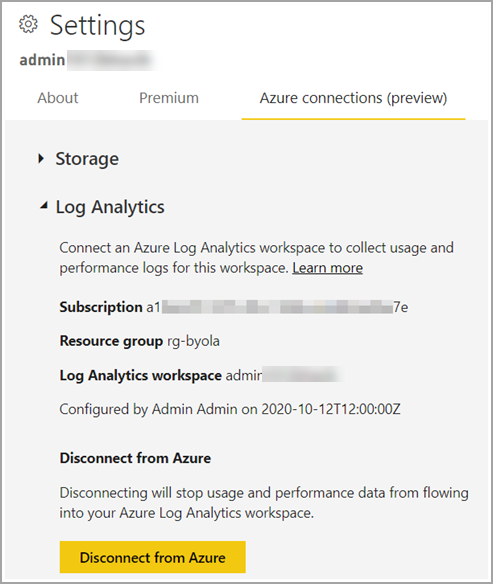 Settings
admin
About Premium Azure connections (preview)
Storage
Log Analytics
Connect an Azure Log Analytics workspace to collect usage and
performance logs for this workspace. Learn more
Subscription a1 7e
Resource group rg-byola
Log Analytics workspace admin
Configured by Admin Admin on 2020-10-12T12:00:00Z
Disconnect from Azure
Disconnecting will stop usage and performance data from flowing
into your Azure Log Analytics workspace.
Disconnect from Azure